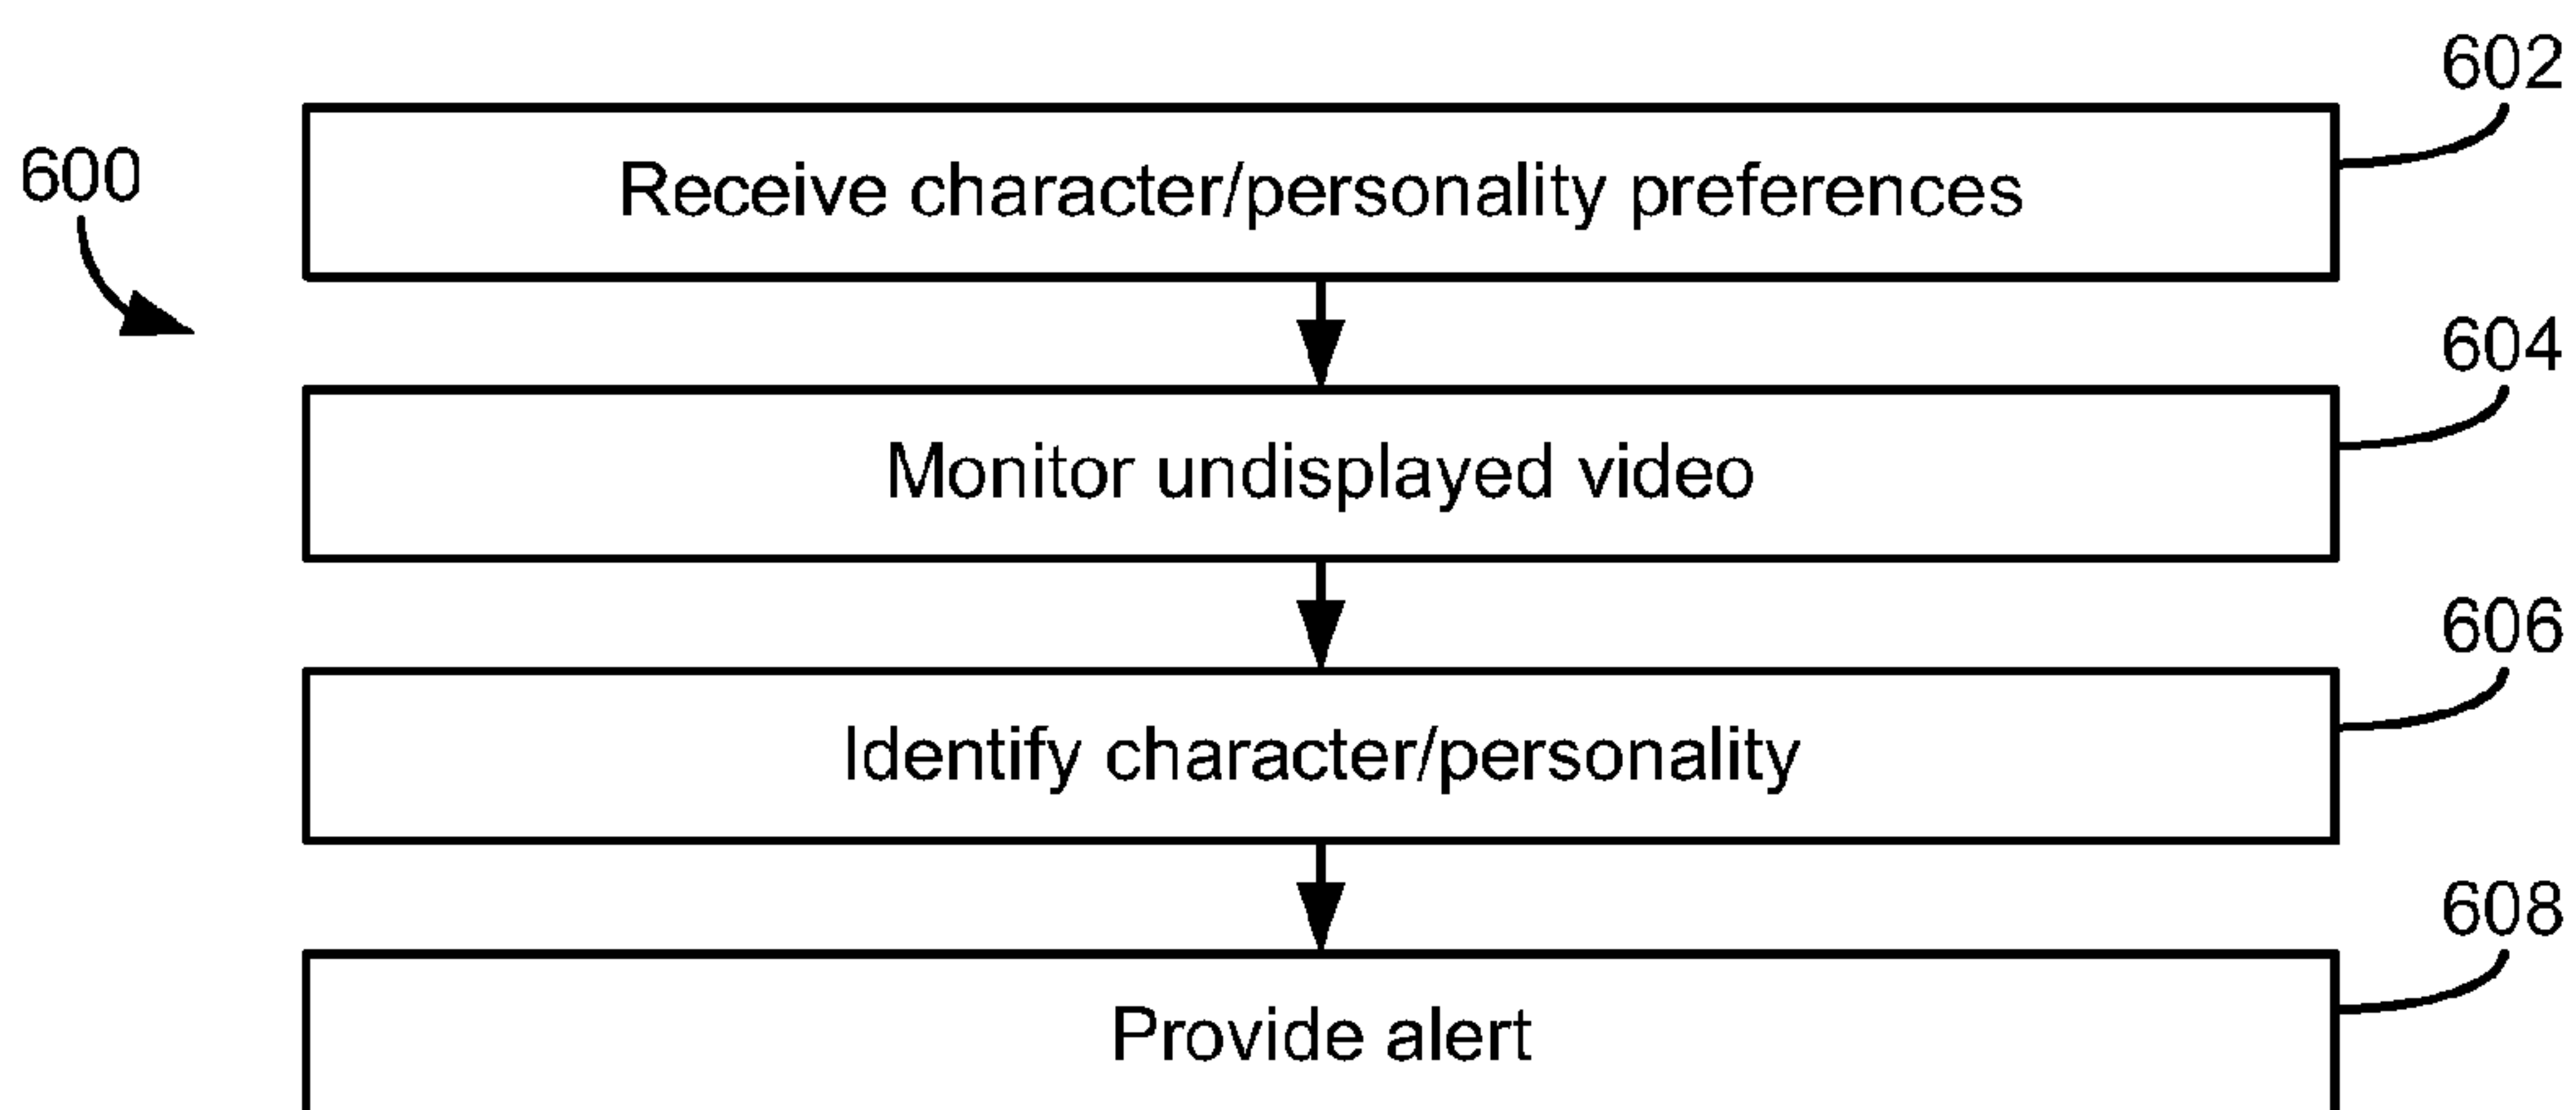 602
600
Receive character/personality preferences
604
Monitor undisplayed video
606
Identify character/personality
608
Provide alert